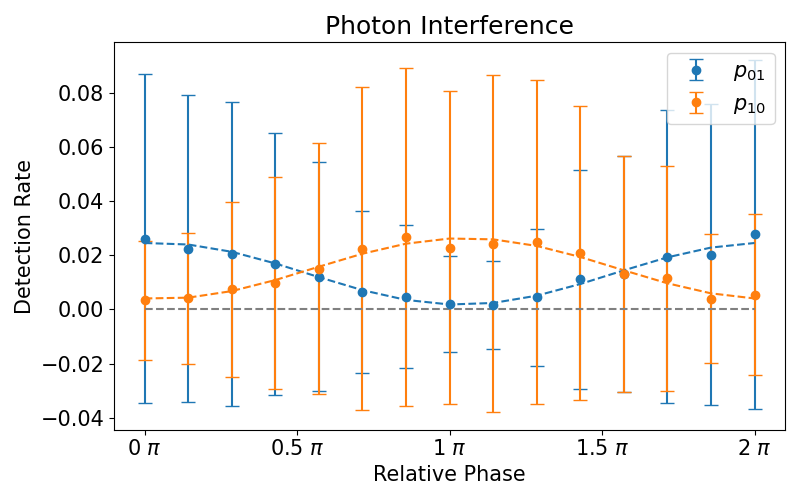 Photon Interference
p01
p10
Detection Rate
0.08
0.06
0.04
0.02
0.00
−0.02
−0.04
0 π 0.5 π 1 π 1.5 π 2 π
Relative Phase